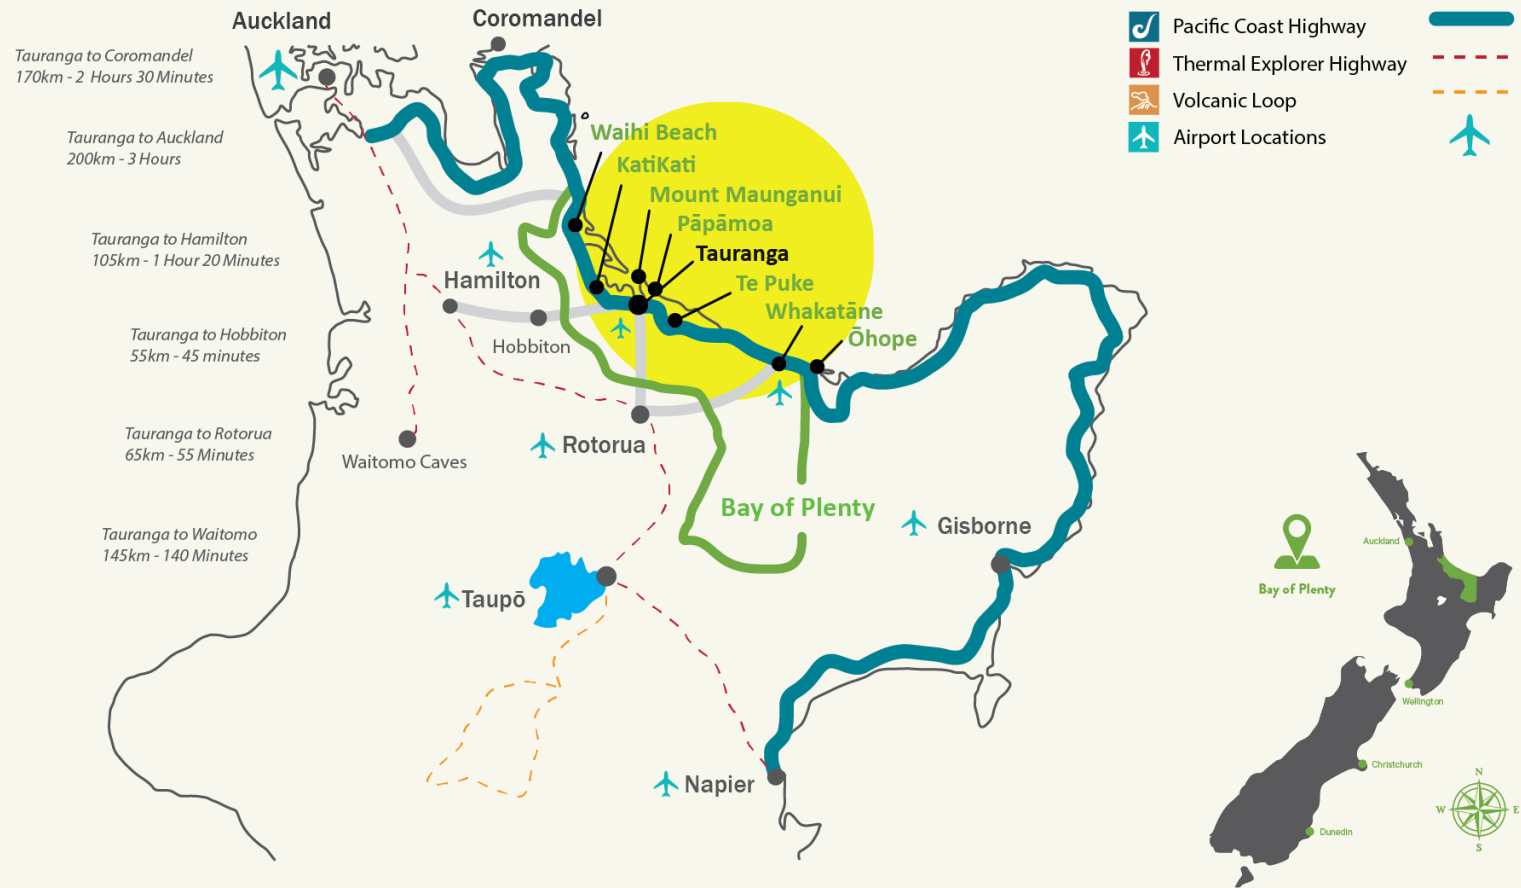 Auckland
Coromandel
Pacific Coast Highway
Thermal Explorer Highway
Volcanic Loop
Airport Locations
Tauranga to Coromandel
170km - 2 Hours 30 Minutes
Tauranga to Auckland
200km - 3 Hours
Tauranga to Hamilton
105km - 1 Hour 20 Minutes
Tauranga to Hobbiton
55km - 45 minutes
Tauranga to Rotorua
65km - 55 Minutes
Tauranga to Waitomo
145km - 140 Minutes
Waihi Beach
KatiKati
Mount Maunganui
Pāpāmoa
Tauranga
Te Puke
Whakatāne
Ōhope
Hamilton
Hobbiton
Rotorua
Waitomo Caves
Bay of Plenty
Gisborne
Taupō
Napier
Auckland
Bay of Plenty
Wellington
Christchurch
Dunedin
N
W
E
S